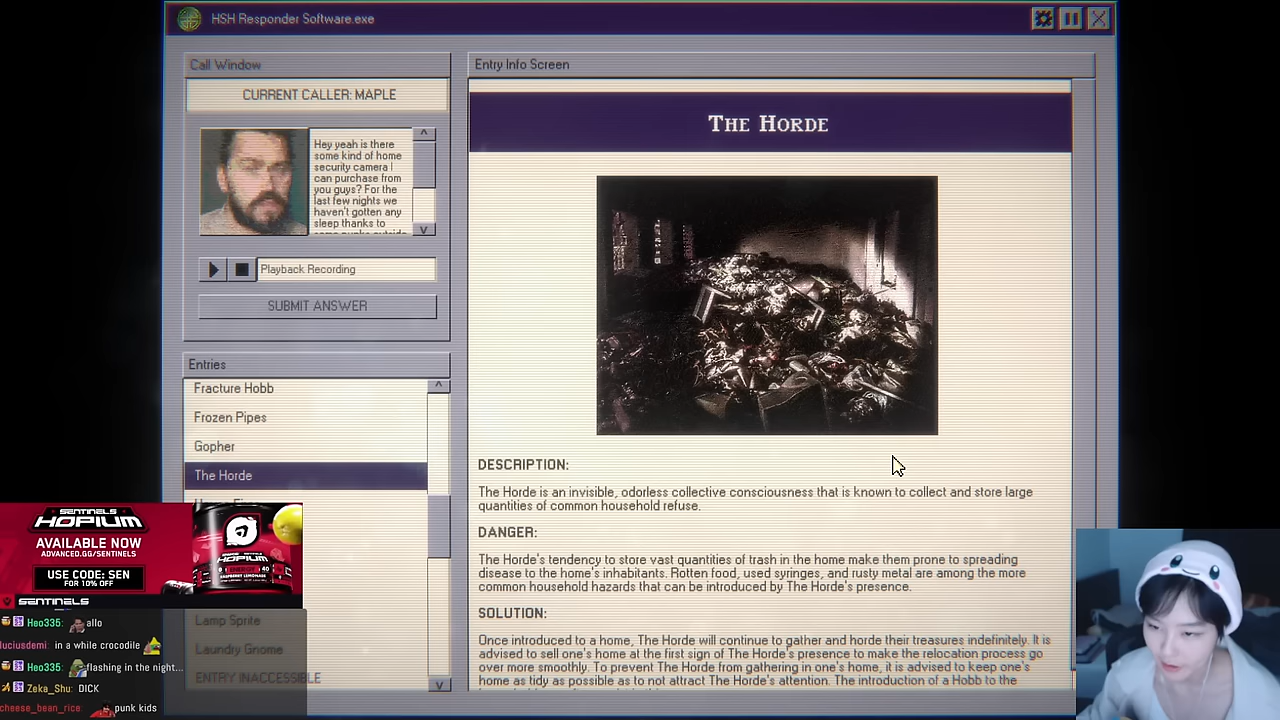 HSH Responder Software.exe
Call Window
CURRENT CALLER: MAPLE
Hey yeah is there
some kind of home
security camera I
can purchase from
you guys? For the
last few nights we
haven't gotten any
sleep thanks to
Playback Recording
SUBMIT ANSWER
Entries
Fracture Hobb
Frozen Pipes
Gopher
The Horde
Lamp Sprite
Laundry Gnome
ENTRY INACCESSIBLE
Entry Info Screen
THE HORDE
DESCRIPTION:
The Horde is an invisible, odorless collective consciousness that is known to collect and store large
quantities of common household refuse.
DANGER:
The Horde's tendency to store vast quantities of trash in the home make them prone to spreading
disease to the home's inhabitants. Rotten food, used syringes, and rusty metal are among the more
common household hazards that can be introduced by The Horde's presence.
SOLUTION:
Once introduced to a home, The Horde will continue to gather and horde their treasures indefinitely. It is
advised to sell one's home at the first sign of The Horde's presence to make the relocation process go
over more smoothly. To prevent The Horde from gathering in one's home, it is advised to keep one's
home as tidy as possible as to not attract The Horde's attention. The introduction of a Hobb to the
SENTINELS
HOPIUM
AVAILABLE NOW
ADVANCED.GG/SENTINELS
USE CODE: SEN
FOR 10% OFF
SENTINELS
HOPIUM
ENERGY
40
RASPBERRY LEMONADE
Heo335: allo
luciusdemi in a while crocodile
Heo335: flashing in the night...
Zeka_Shu: DICK
cheese_bean_rice: punk kids